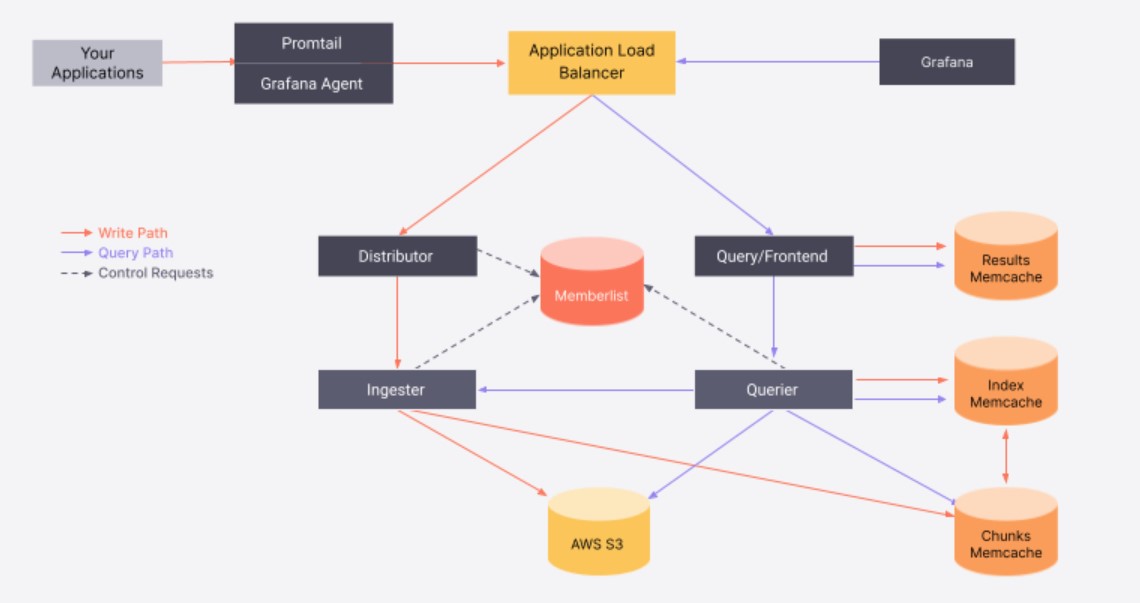 Your
Applications
Promtail
Grafana Agent
Application Load
Balancer
Grafana
Write Path
Query Path
Control Requests
Distributor
Memberlist
Query/Frontend
Results
Memcache
Ingester
Querier
Index
Memcache
AWS S3
Chunks
Memcache